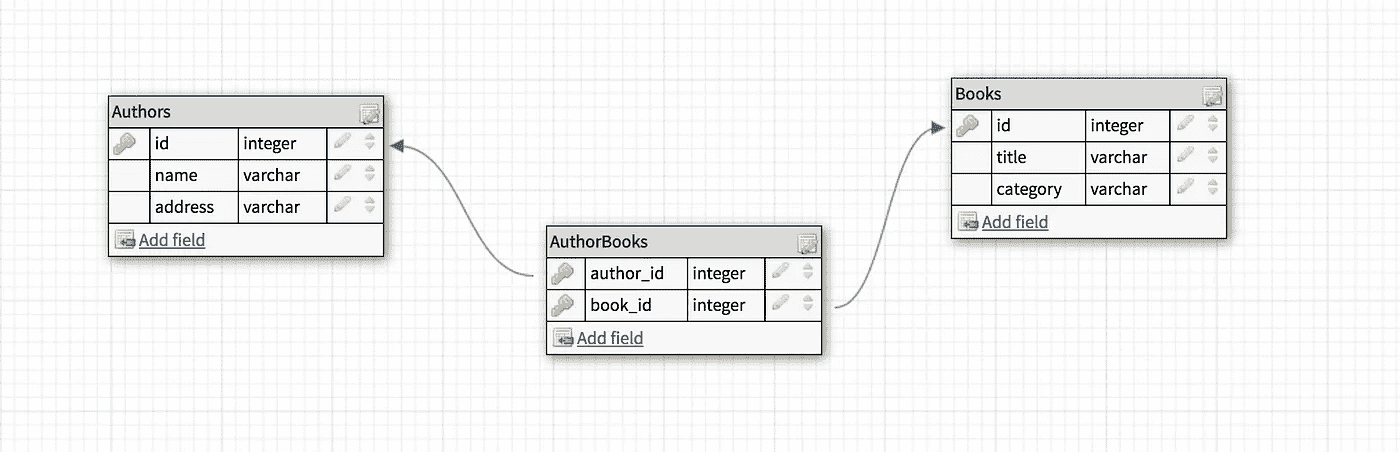 Authors
id integer
name varchar
address varchar
Add field
AuthorBooks
author_id integer
book_id integer
Add field
Books
id integer
title varchar
category varchar
Add field